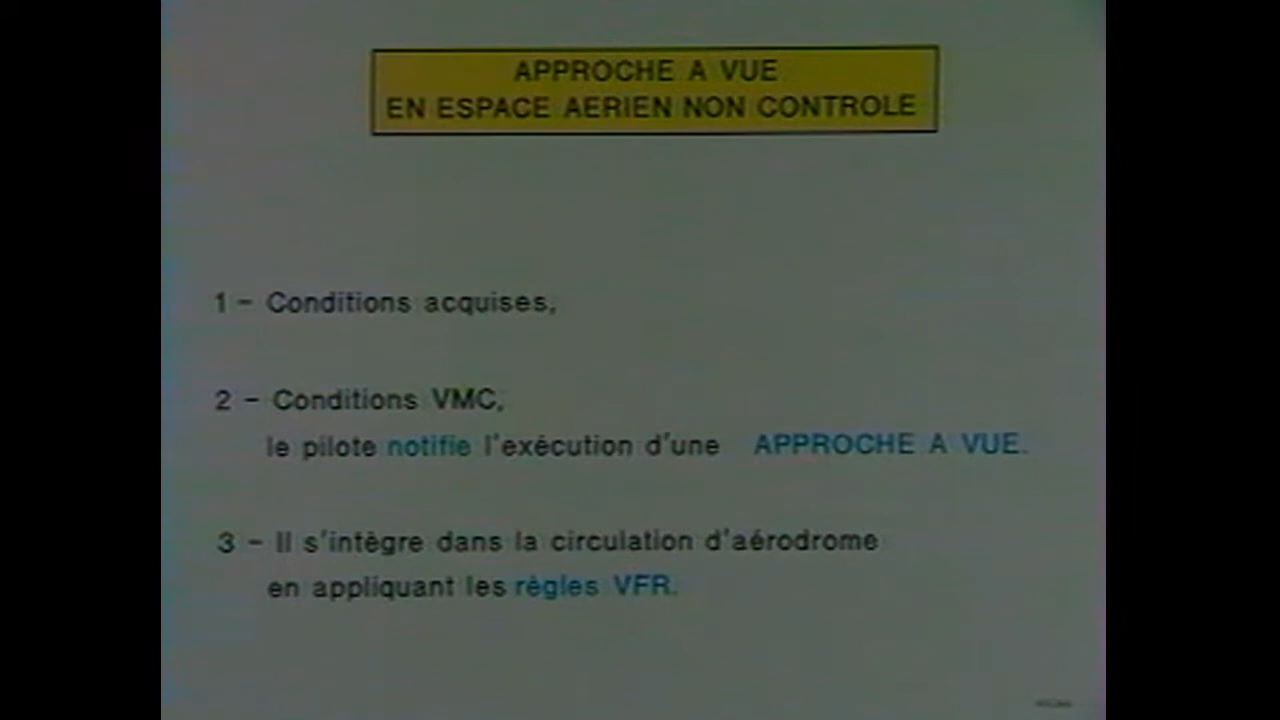 APPROCHE A VUE
EN ESPACE AERIEN NON CONTROLE
1 - Conditions acquises,
2 - Conditions VMC,
le pilote notifie l'exécution d'une APPROCHE A VUE.
3 - Il s'intègre dans la circulation d'aérodrome
en appliquant les règles VFR.